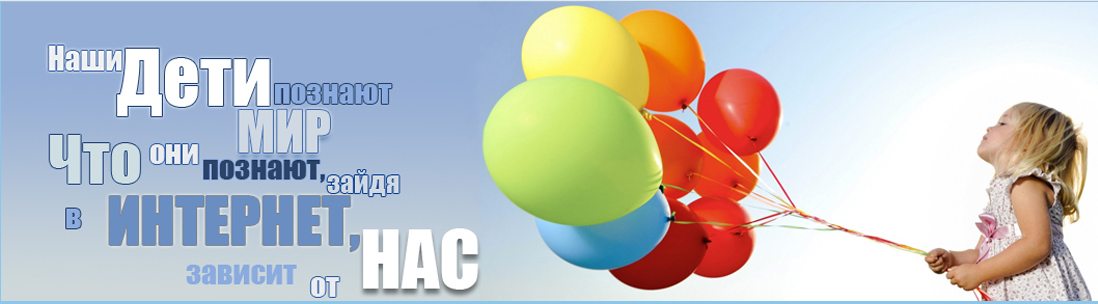 Наши Дети познают
МИР
Что они познают, зайдя
в ИНТЕРНЕТ,
зависит от НАС